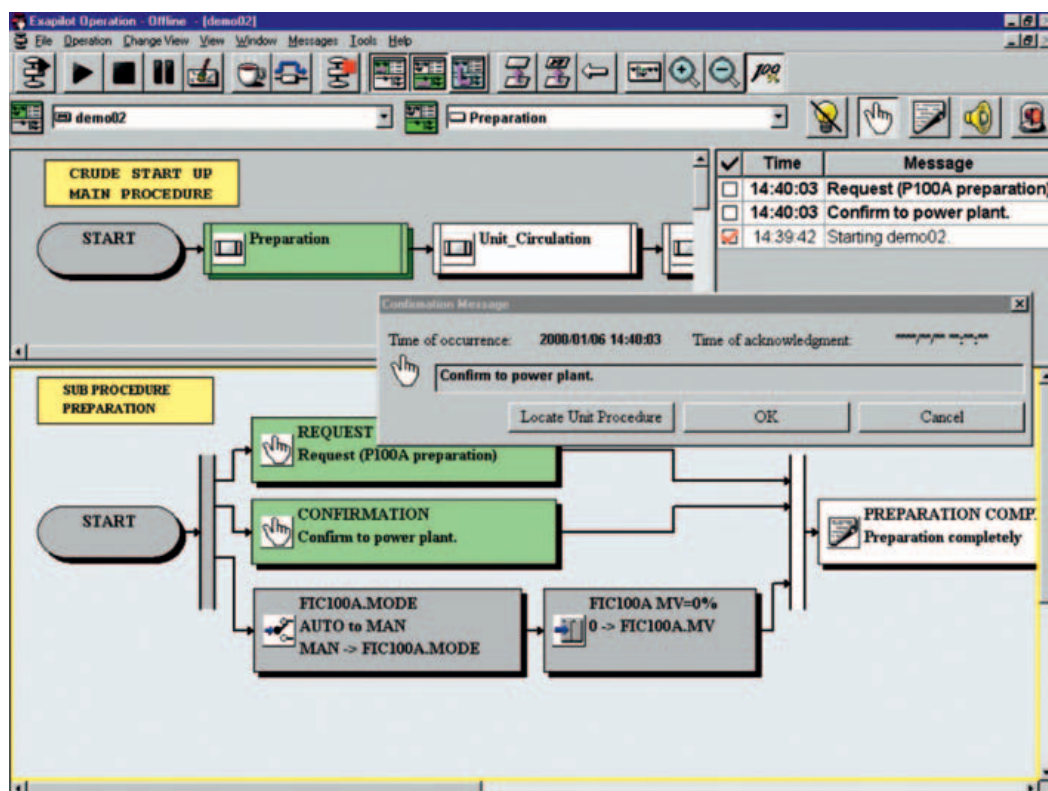 Exapilot Operation - Offline - [demo02]
File Operation Change View View Window Messages Tools Help
100%
demo02
Preparation
CRUDE START UP
MAIN PROCEDURE
START
Preparation
Unit_Circulation
Time Message
14:40:03 Request (P100A preparation)
14:40:03 Confirm to power plant.
14:39:42 Starting demo02.
Confirmation Message
Time of occurrence: 2000/01/06 14:40:03 Time of acknowledgment: ----/--/-- --:--:--
Confirm to power plant.
Locate Unit Procedure OK Cancel
SUB PROCEDURE
PREPARATION
START
REQUEST
Request (P100A preparation)
CONFIRMATION
Confirm to power plant.
FIC100A.MODE
AUTO to MAN
MAN -> FIC100A.MODE
FIC100A.MV=0%
0 -> FIC100A.MV
PREPARATION COMP
Preparation completely